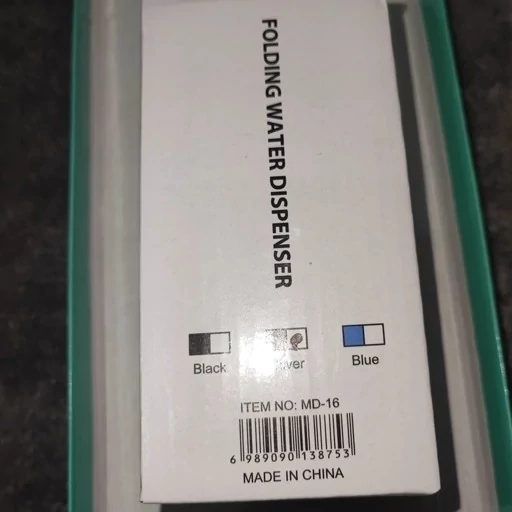 FOLDING WATER DISPENSER
Black
Blue
ITEM NO: MD-16
6 989090 138753
MADE IN CHINA